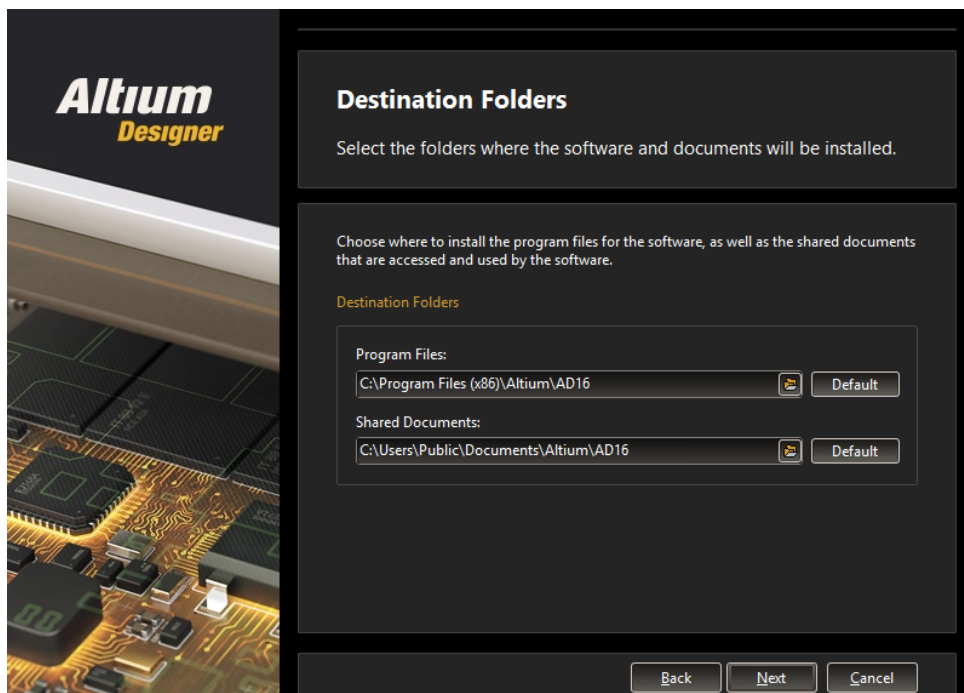 Altium
Designer
Destination Folders
Select the folders where the software and documents will be installed.
Choose where to install the program files for the software, as well as the shared documents
that are accessed and used by the software.
Destination Folders
Program Files:
C:\Program Files (x86)\Altium\AD16
Default
Shared Documents:
C:\Users\Public\Documents\Altium\AD16
Default
Back
Next
Cancel